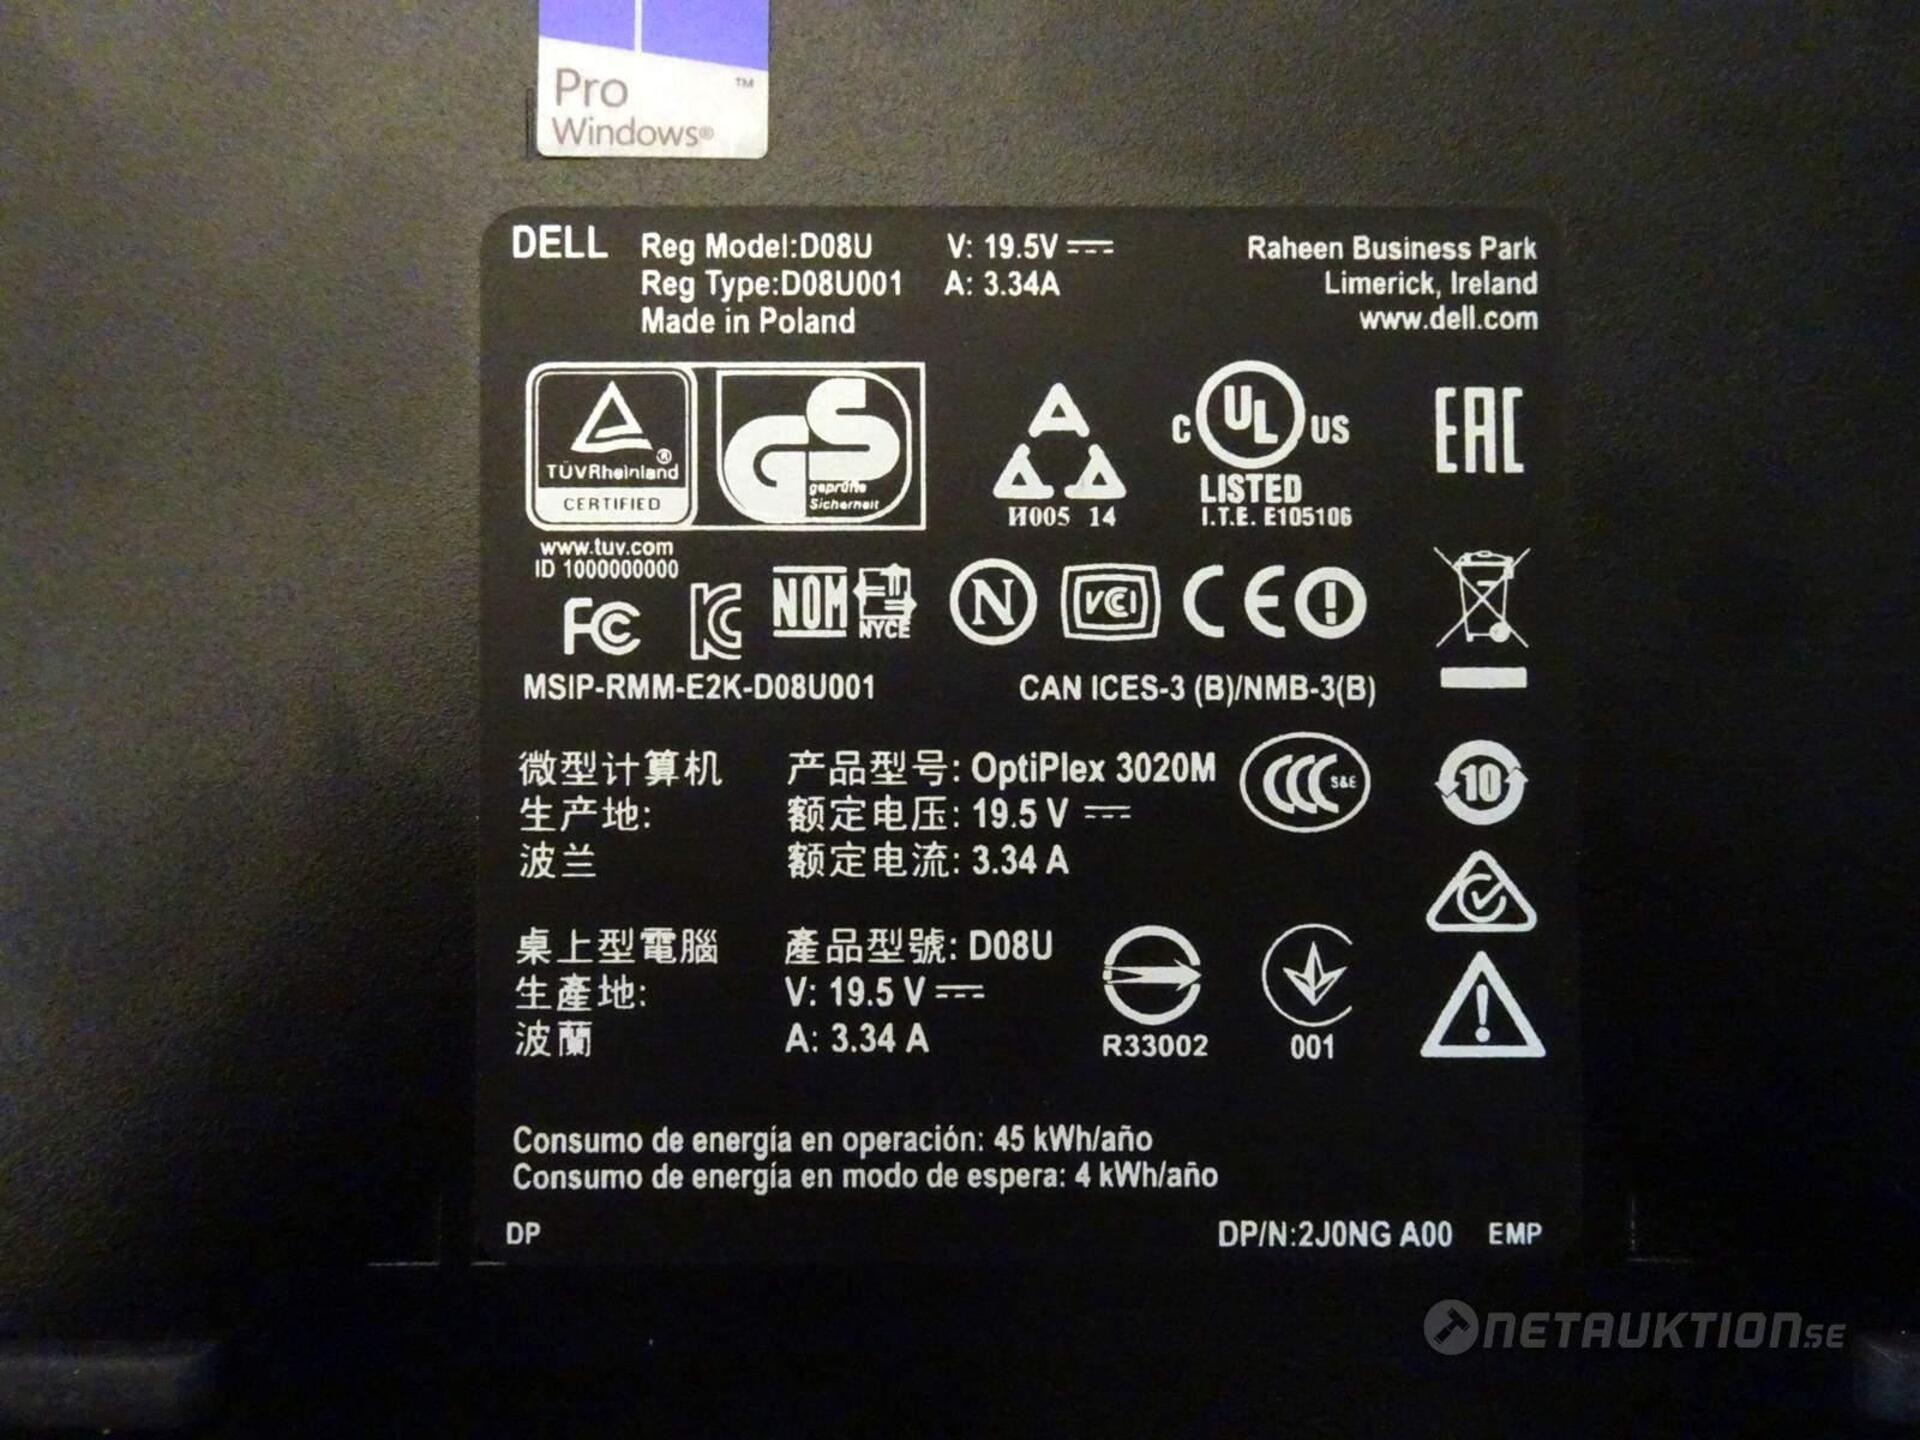 Pro ™
Windows®
DELL Reg Model:D08U V: 19.5V Raheen Business Park
Reg Type:D08U001 A: 3.34A Limerick, Ireland
Made in Poland www.dell.com
TÜVRheinland ®
CERTIFIED
geprüfte
Sicherheit
И005 14
C UL US
LISTED
I.T.E. E105106
EAC
www.tuv.com
ID 1000000000
FC KC NOM NYCE N VCI CE
MSIP-RMM-E2K-D08U001 CAN ICES-3 (B)/NMB-3(B)
微型计算机 产品型号: OptiPlex 3020M CCC S&E 10
生产地: 额定电压: 19.5 V
波兰 额定电流: 3.34 A
桌上型電腦 產品型號: D08U
生產地: V: 19.5 V
波蘭 A: 3.34 A R33002 001
Consumo de energía en operación: 45 kWh/año
Consumo de energía en modo de espera: 4 kWh/año
DP DP/N:2J0NG A00 EMP
NETAUKTION.SE